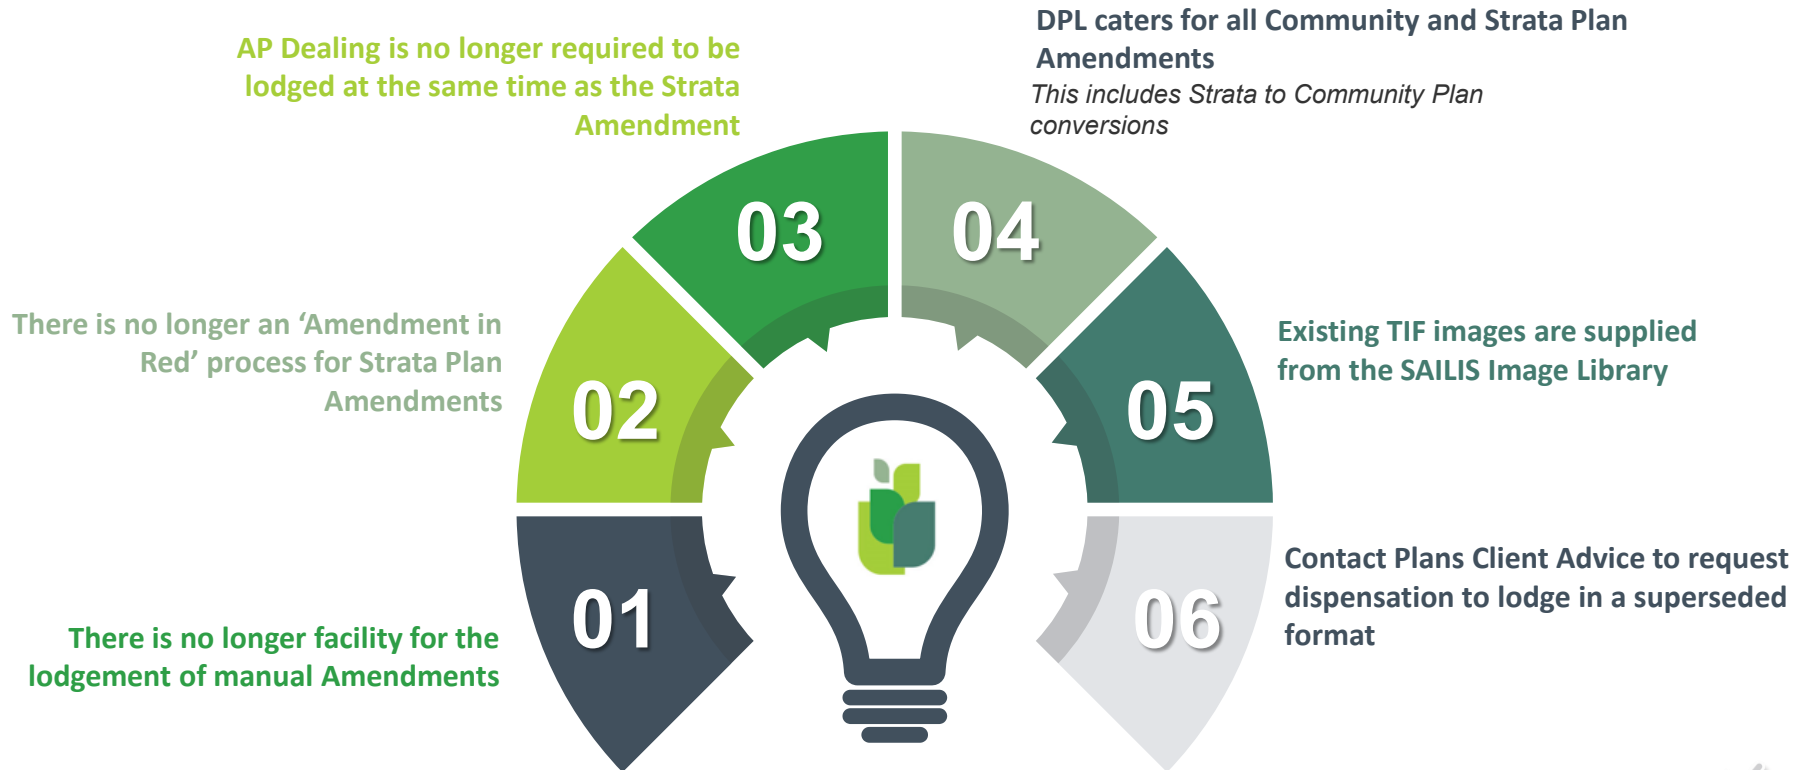 AP Dealing is no longer required to be
lodged at the same time as the Strata
Amendment
DPL caters for all Community and Strata Plan
Amendments
This includes Strata to Community Plan
conversions
03
04
There is no longer an ‘Amendment in
Red’ process for Strata Plan
Amendments
02
05
Existing TIF images are supplied
from the SAILIS Image Library
There is no longer facility for the
lodgement of manual Amendments
01
06
Contact Plans Client Advice to request
dispensation to lodge in a superseded
format